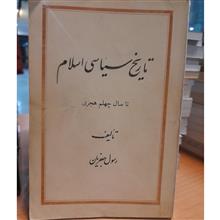 تاریخ سیاسی اسلام
تا سال چهلم هجری
تألیف
رسول جعفریان